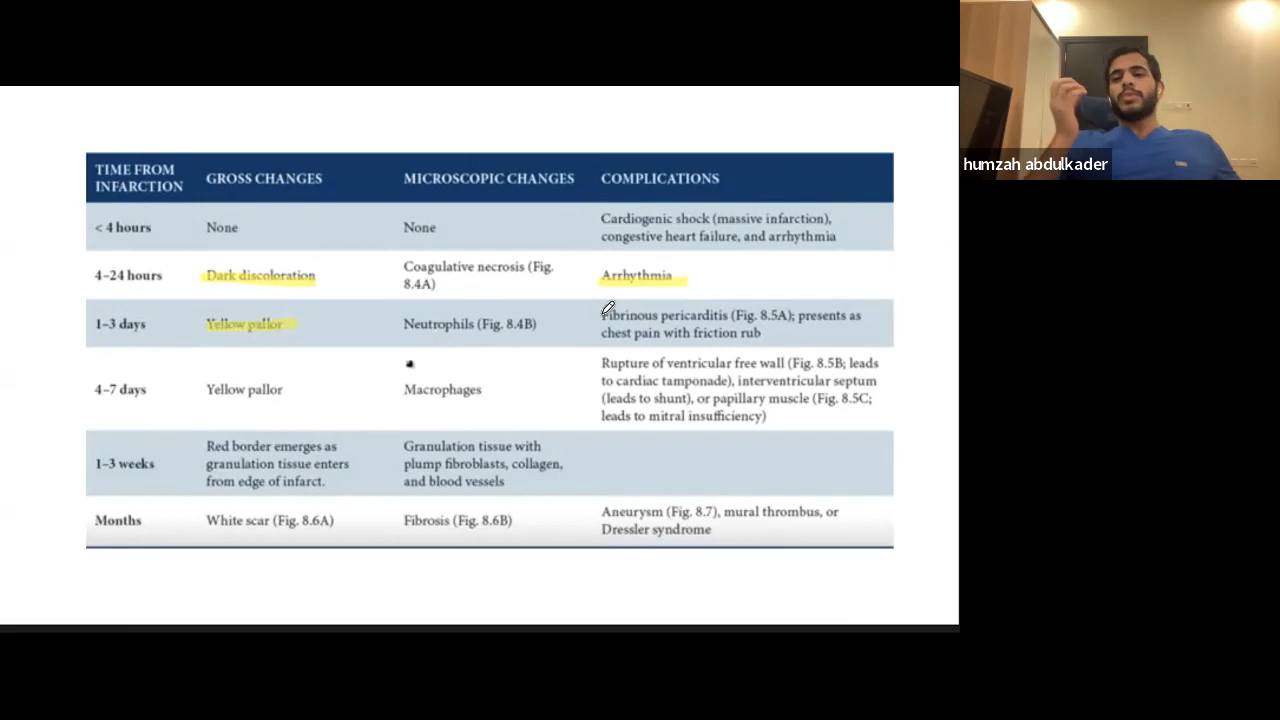 humzah abdulkader
TIME FROM
INFARCTION
GROSS CHANGES
MICROSCOPIC CHANGES
COMPLICATIONS
< 4 hours
None
None
Cardiogenic shock (massive infarction),
congestive heart failure, and arrhythmia
4–24 hours
Dark discoloration
Coagulative necrosis (Fig.
8.4A)
Arrhythmia
1–3 days
Yellow pallor
Neutrophils (Fig. 8.4B)
Fibrinous pericarditis (Fig. 8.5A); presents as
chest pain with friction rub
4–7 days
Yellow pallor
Macrophages
Rupture of ventricular free wall (Fig. 8.5B; leads
to cardiac tamponade), interventricular septum
(leads to shunt), or papillary muscle (Fig. 8.5C;
leads to mitral insufficiency)
1–3 weeks
Red border emerges as
granulation tissue enters
from edge of infarct.
Granulation tissue with
plump fibroblasts, collagen,
and blood vessels
Months
White scar (Fig. 8.6A)
Fibrosis (Fig. 8.6B)
Aneurysm (Fig. 8.7), mural thrombus, or
Dressler syndrome